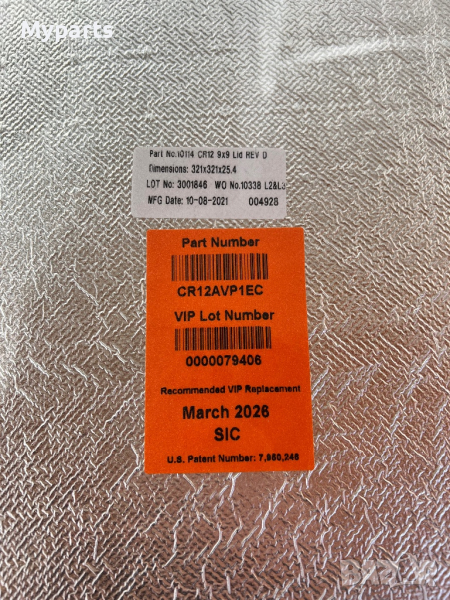 Myparts
Part No.10114 CR12 9x9 Lid REV D
Dimensions: 321x321x25.4
LOT No: 3001846 WO No.10338 L2&L3
MFG Date: 10-08-2021 004928
Part Number
CR12AVP1EC
VIP Lot Number
0000079406
Recommended VIP Replacement
March 2026
SIC
U.S. Patent Number: 7,950,246